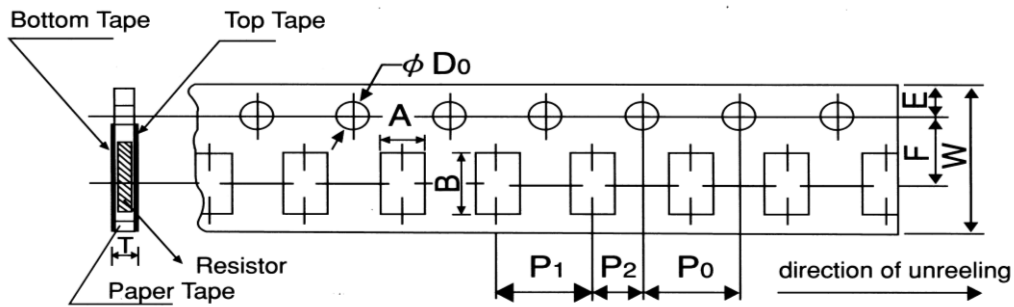 Bottom Tape
Top Tape
φ D0
A
B
E
F
W
T
Resistor
Paper Tape
P1
P2
P0
direction of unreeling